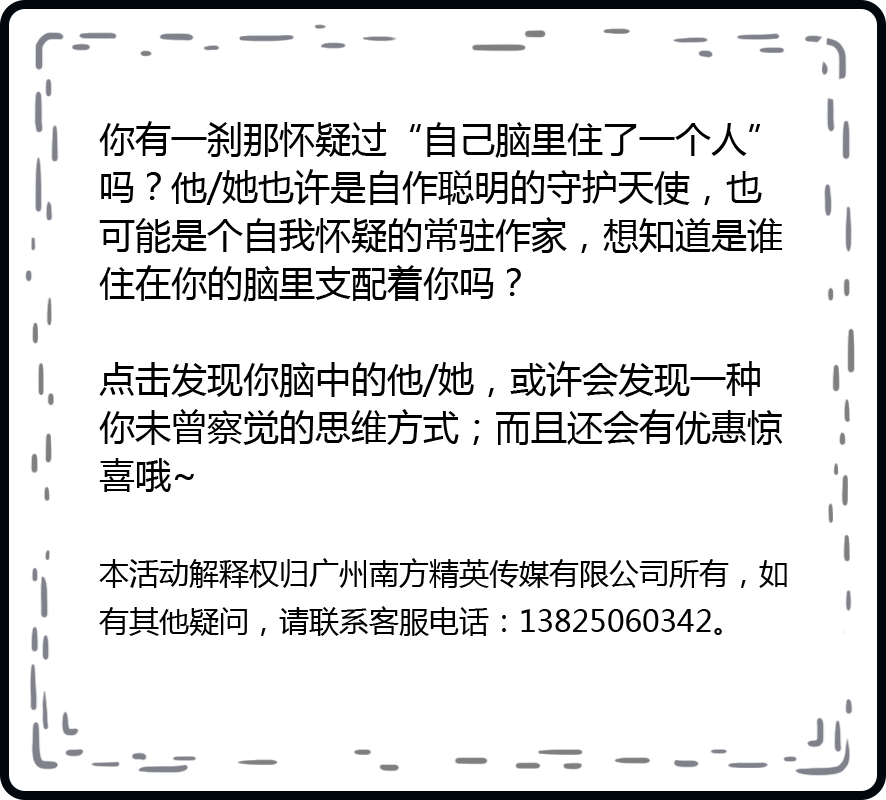 你有一刹那怀疑过“自己脑里住了一个人”
吗？他/她也许是自作聪明的守护天使，也
可能是个自我怀疑的常驻作家，想知道是谁
住在你的脑里支配着你吗？
点击发现你脑中的他/她，或许会发现一种
你未曾察觉的思维方式；而且还会有优惠惊
喜哦~
本活动解释权归广州南方精英传媒有限公司所有，如
有其他疑问，请联系客服电话：13825060342。